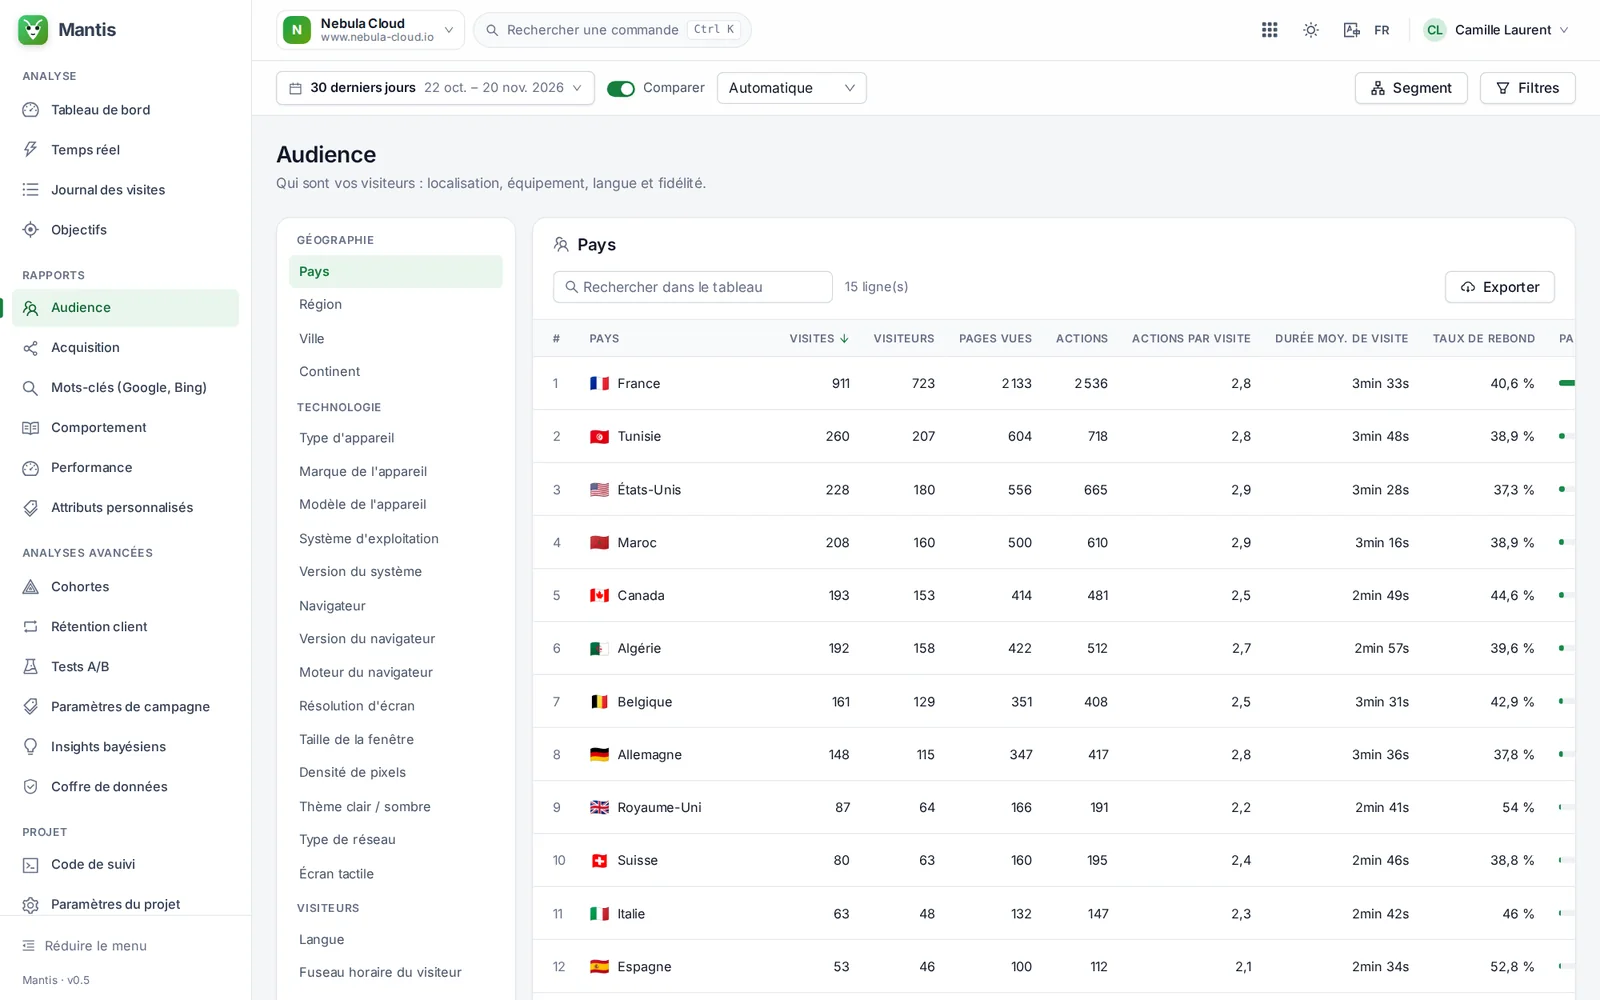 Mantis
ANALYSE
Tableau de bord
Temps réel
Journal des visites
Objectifs
RAPPORTS
Audience
Acquisition
Mots-clés (Google, Bing)
Comportement
Performance
Attributs personnalisés
ANALYSES AVANCÉES
Cohortes
Rétention client
Tests A/B
Paramètres de campagne
Insights bayésiens
Coffre de données
PROJET
Code de suivi
Paramètres du projet
Réduire le menu
Mantis · v0.5
N
Nebula Cloud
www.nebula-cloud.io
Rechercher une commande Ctrl K
FR
CL Camille Laurent
30 derniers jours 22 oct. – 20 nov. 2026
Comparer
Automatique
Segment
Filtres
Audience
Qui sont vos visiteurs : localisation, équipement, langue et fidélité.
GÉOGRAPHIE
Pays
Région
Ville
Continent
TECHNOLOGIE
Type d'appareil
Marque de l'appareil
Modèle de l'appareil
Système d'exploitation
Version du système
Navigateur
Version du navigateur
Moteur du navigateur
Résolution d'écran
Taille de la fenêtre
Densité de pixels
Thème clair / sombre
Type de réseau
Écran tactile
VISITEURS
Langue
Fuseau horaire du visiteur
Pays
Rechercher dans le tableau
15 ligne(s)
Exporter
# PAYS VISITES VISITEURS PAGES VUES ACTIONS ACTIONS PAR VISITE DURÉE MOY. DE VISITE TAUX DE REBOND PA
1 France 911 723 2 133 2 536 2,8 3min 33s 40,6 %
2 Tunisie 260 207 604 718 2,8 3min 48s 38,9 %
3 États-Unis 228 180 556 665 2,9 3min 28s 37,3 %
4 Maroc 208 160 500 610 2,9 3min 16s 38,9 %
5 Canada 193 153 414 481 2,5 2min 49s 44,6 %
6 Algérie 192 158 422 512 2,7 2min 57s 39,6 %
7 Belgique 161 129 351 408 2,5 3min 31s 42,9 %
8 Allemagne 148 115 347 417 2,8 3min 36s 37,8 %
9 Royaume-Uni 87 64 166 191 2,2 2min 41s 54 %
10 Suisse 80 63 160 195 2,4 2min 46s 38,8 %
11 Italie 63 48 132 147 2,3 2min 42s 46 %
12 Espagne 53 46 100 112 2,1 2min 34s 52,8 %